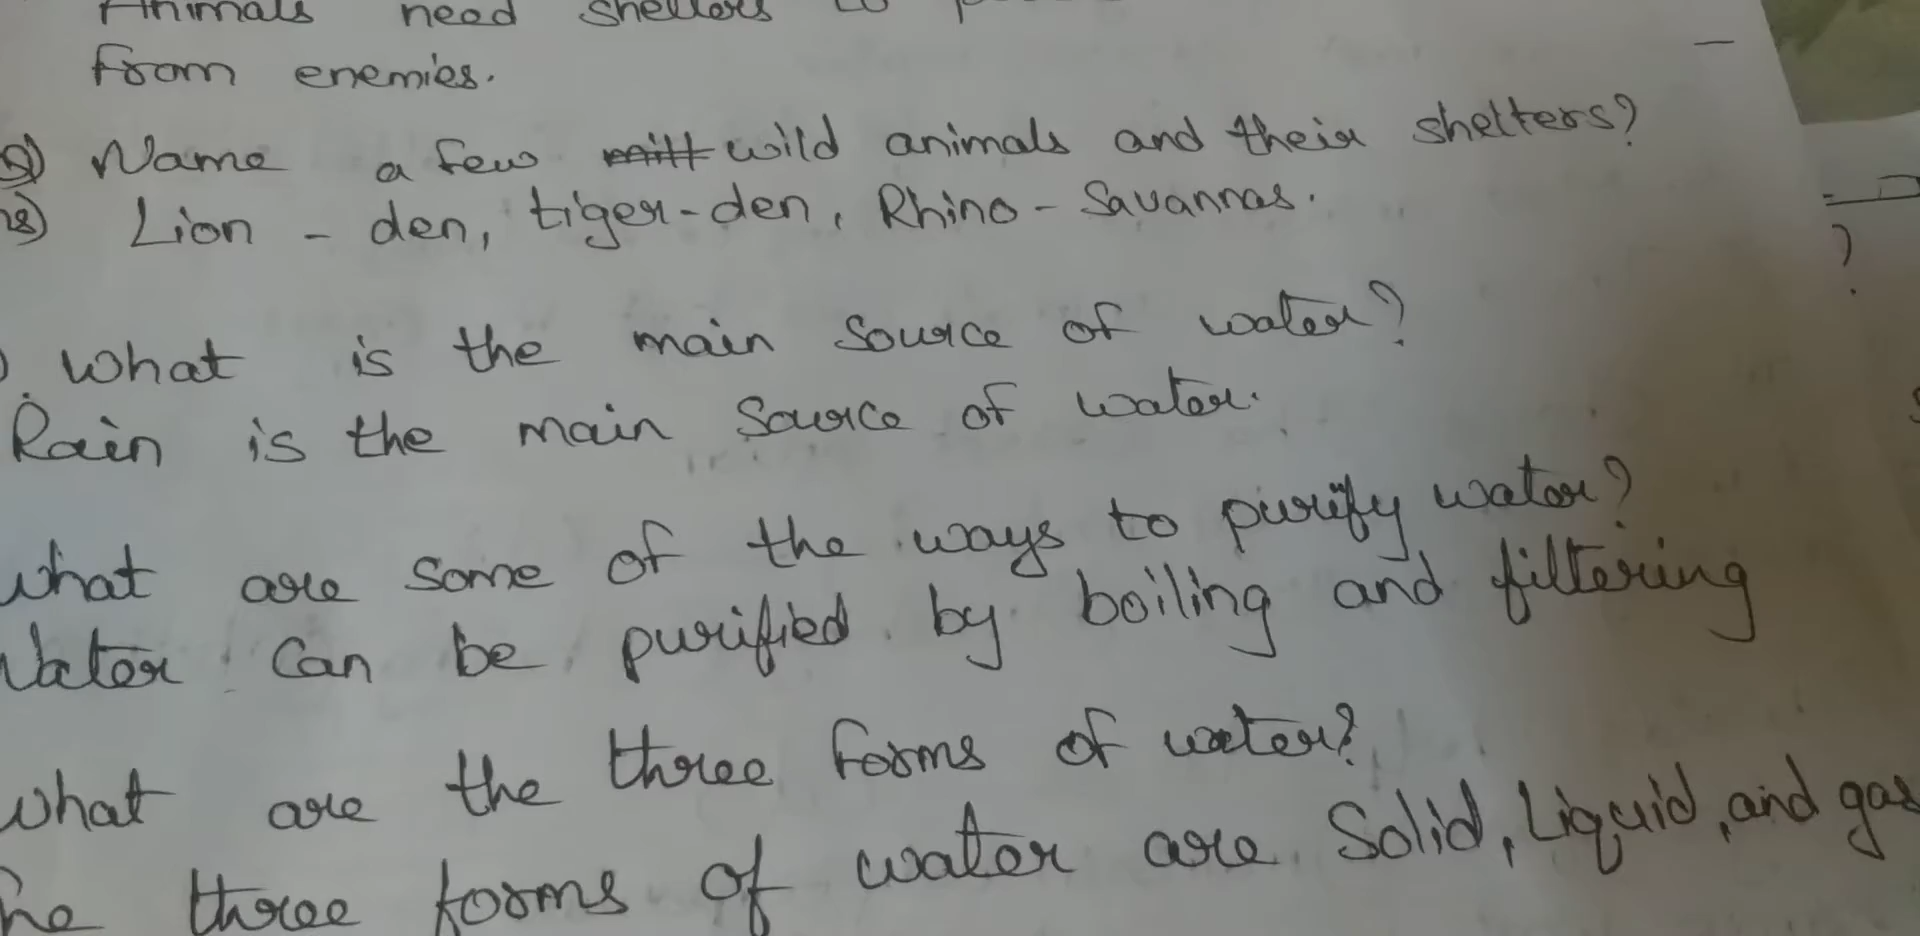 Animals need shelters to
from enemies.
Q) Name a few wild animals and their shelters?
Lion - den, tiger-den, Rhino - Savannas.
What is the main source of water?
Rain is the main source of water.
What are some of the ways to purify water?
Water can be purified by boiling and filtering
What are the three forms of water?
The three forms of water are Solid, Liquid, and gas